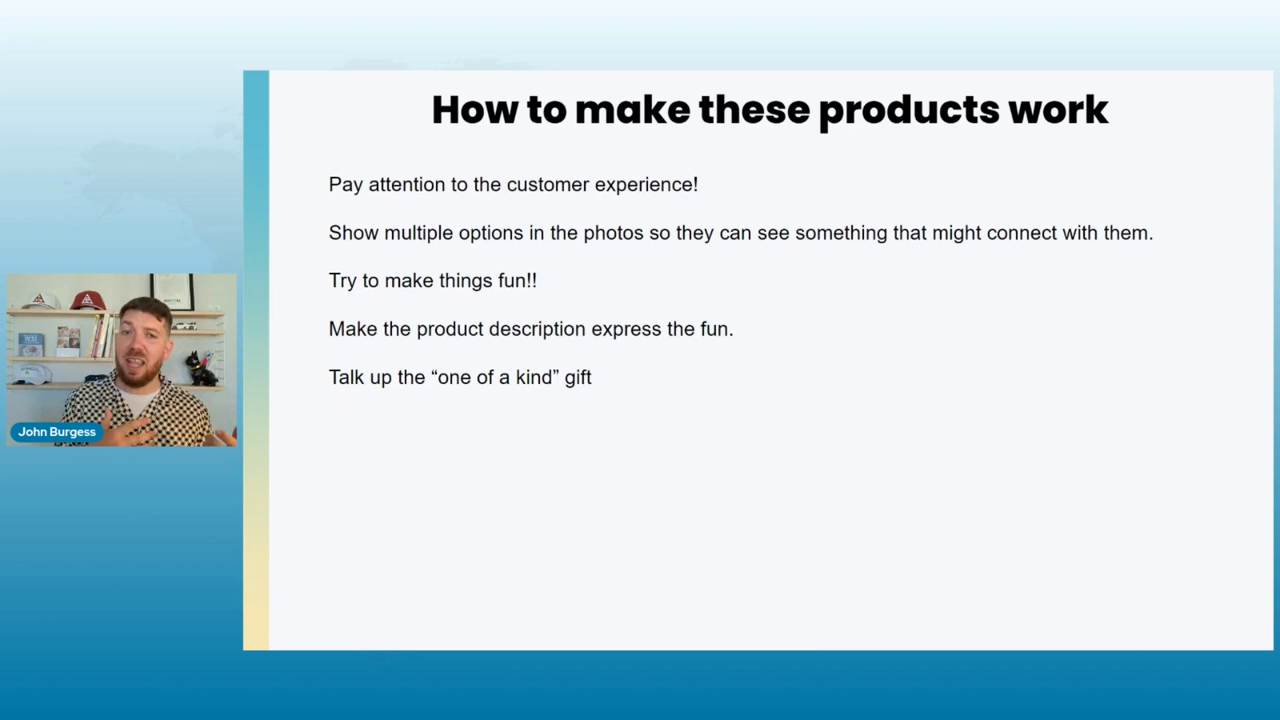 How to make these products work
Pay attention to the customer experience!
Show multiple options in the photos so they can see something that might connect with them.
Try to make things fun!!
Make the product description express the fun.
Talk up the “one of a kind” gift
John Burgess